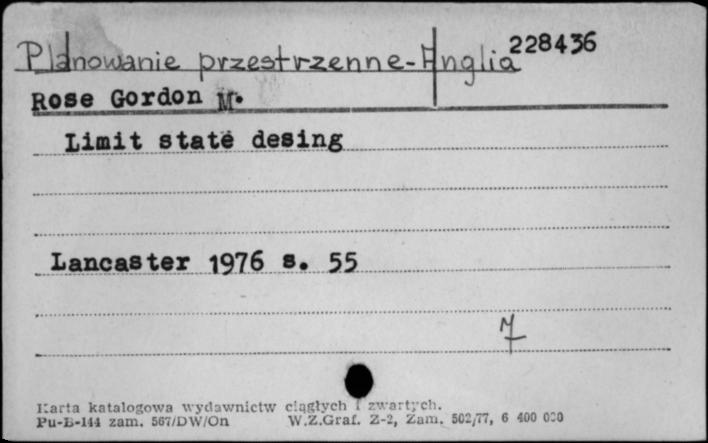 Planowanie przestrzenne-Anglia 228436
Rose Gordon M.
Limit state desing
Lancaster 1976 s. 55
Karta katalogowa wydawnictw ciągłych i zwartych.
Pu-B-144 zam. 567/DW/On W.Z.Graf. Z-2, Zam. 502/77, 6 400 000